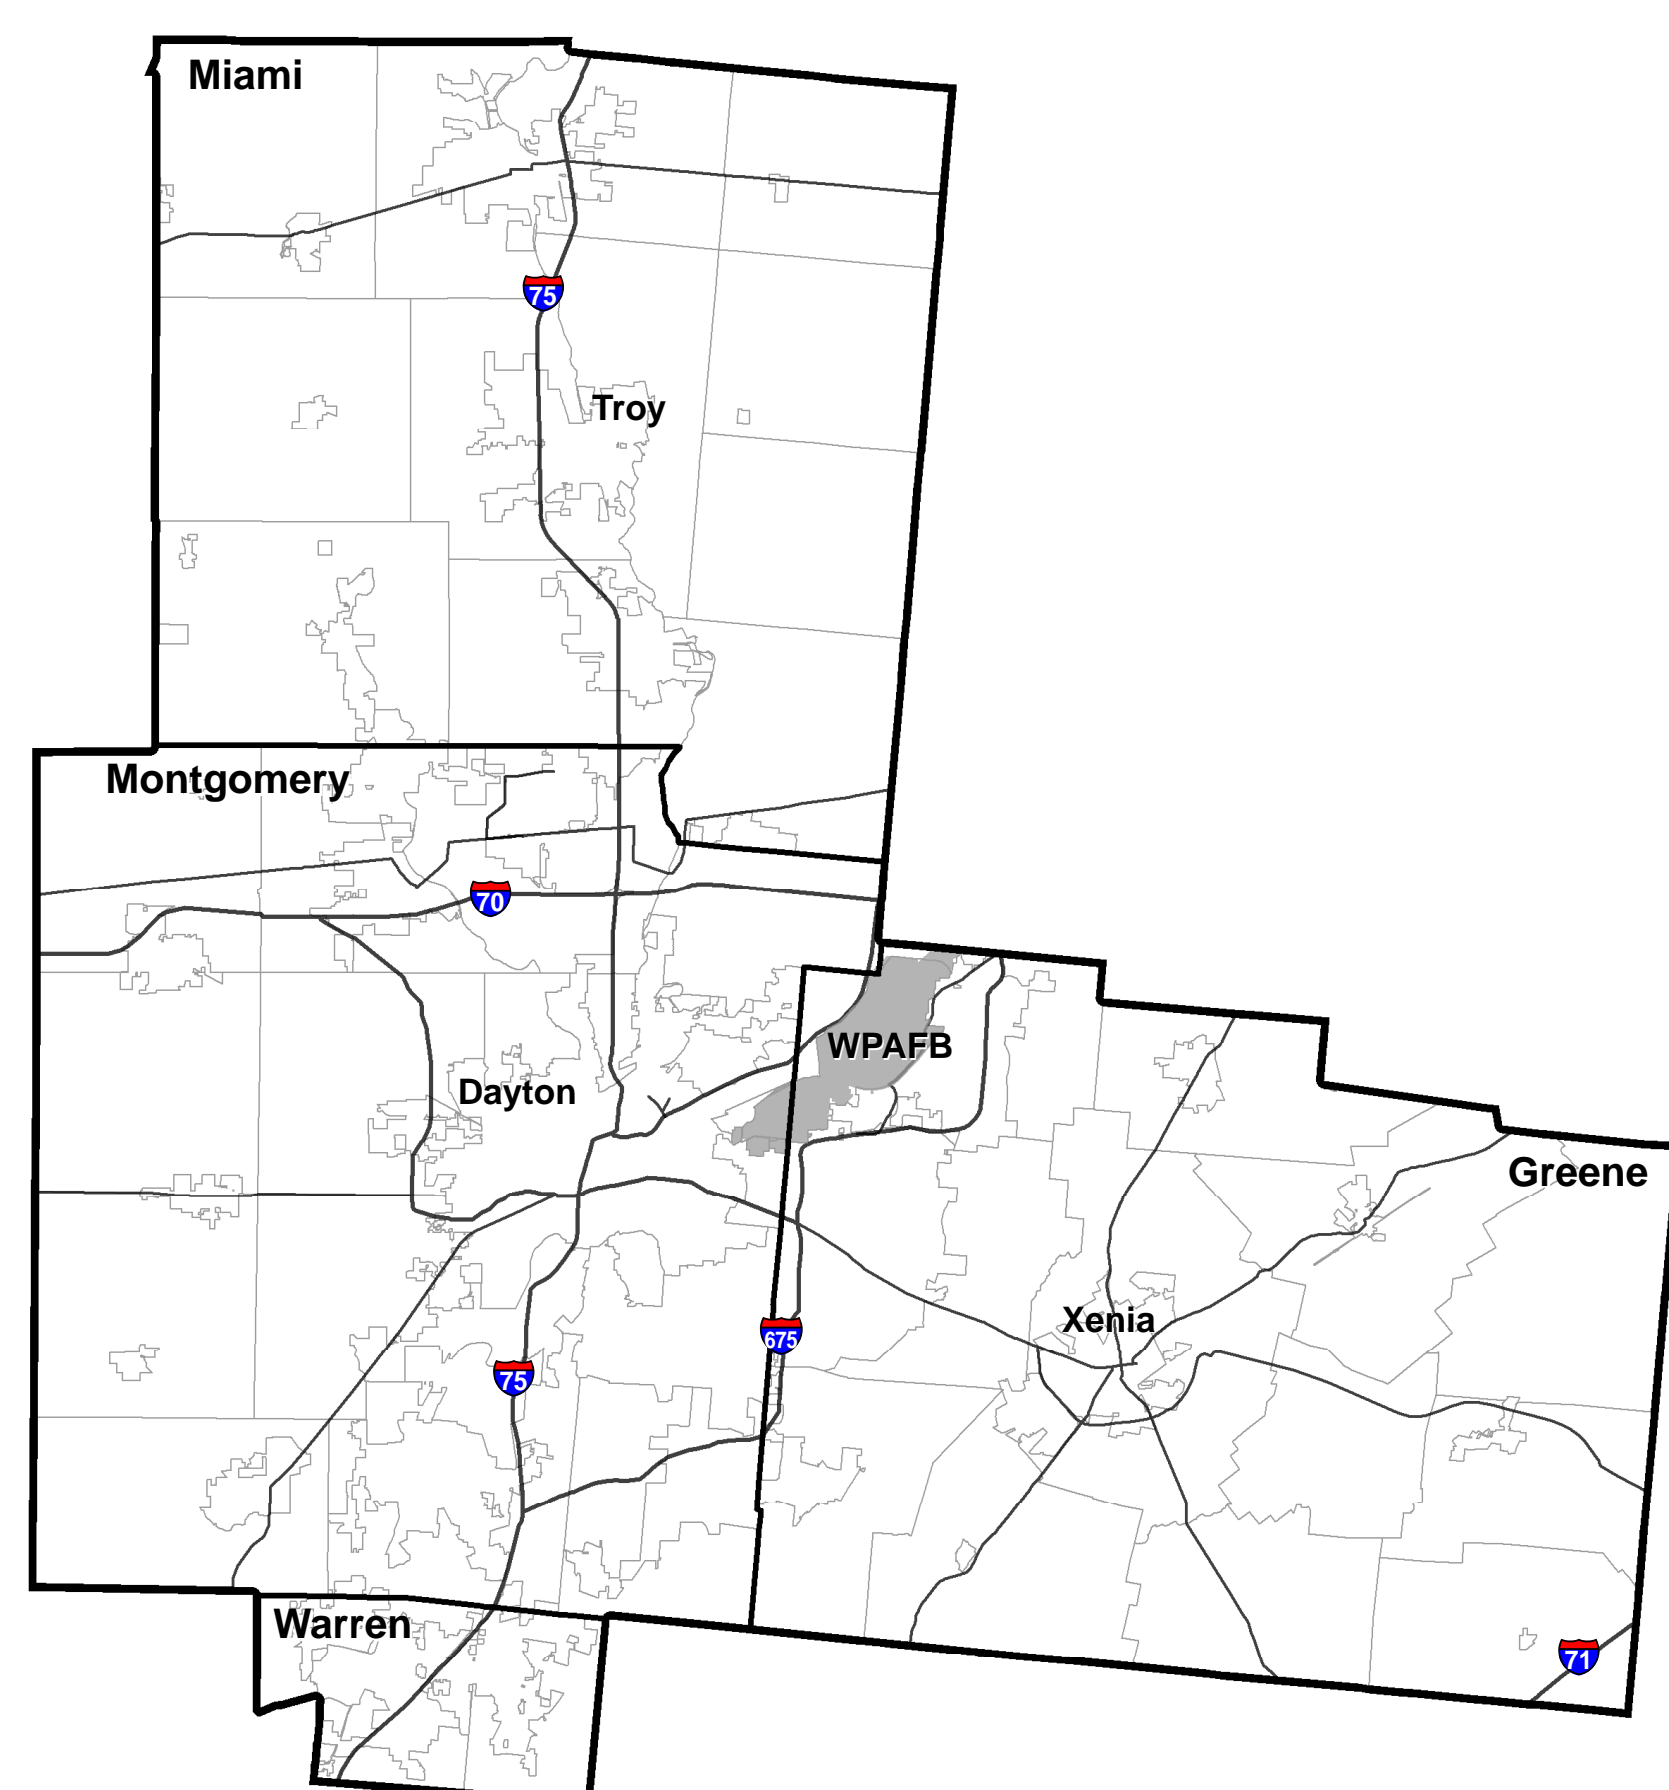 Miami
75
Troy
Montgomery
70
WPAFB
Dayton
Greene
Xenia
675
75
Warren
71